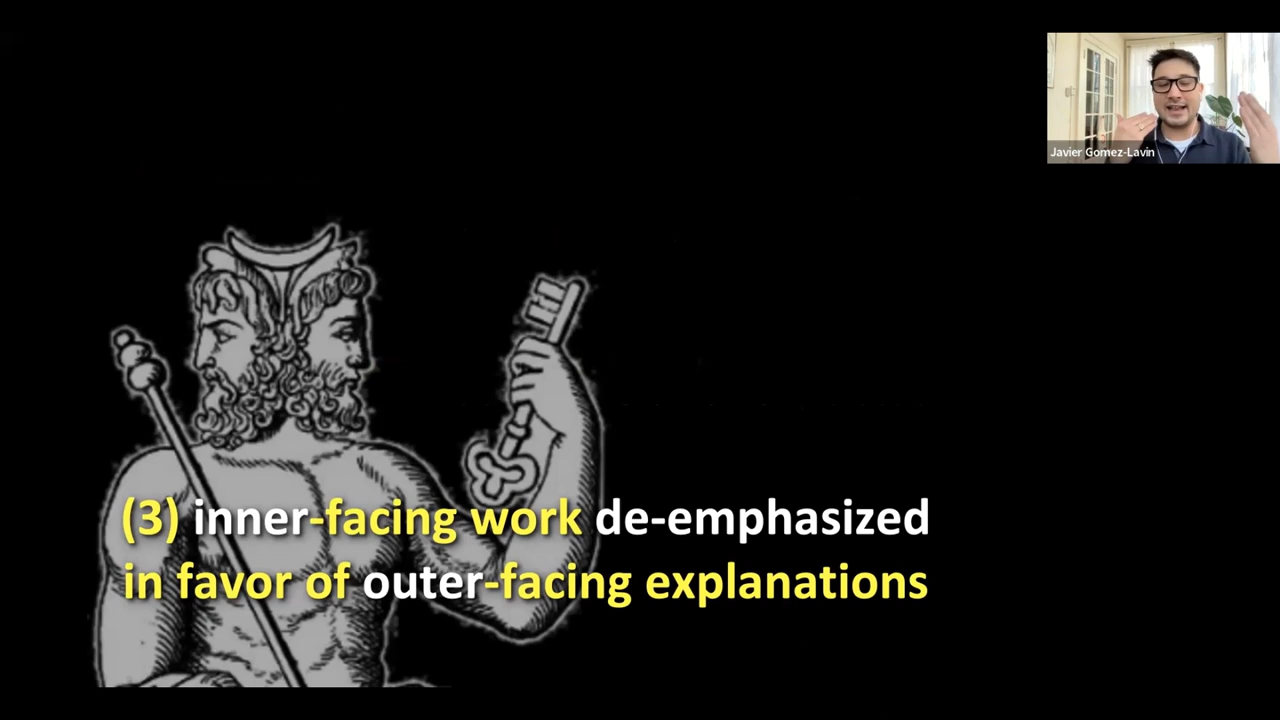 Javier Gomez-Lavin
(3) inner-facing work de-emphasized
in favor of outer-facing explanations